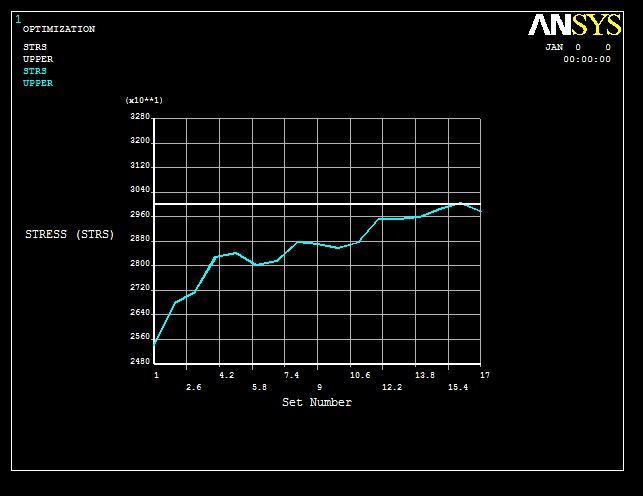 1
ANSYS
OPTIMIZATION
STRS
UPPER
STRS
UPPER
JAN 0 0
00:00:00
(x10**1)
3280
3200
3120
3040
2960
2880
2800
2720
2640
2560
2480
STRESS (STRS)
1 4.2 7.4 10.6 13.8 17
2.6 5.8 9 12.2 15.4
Set Number